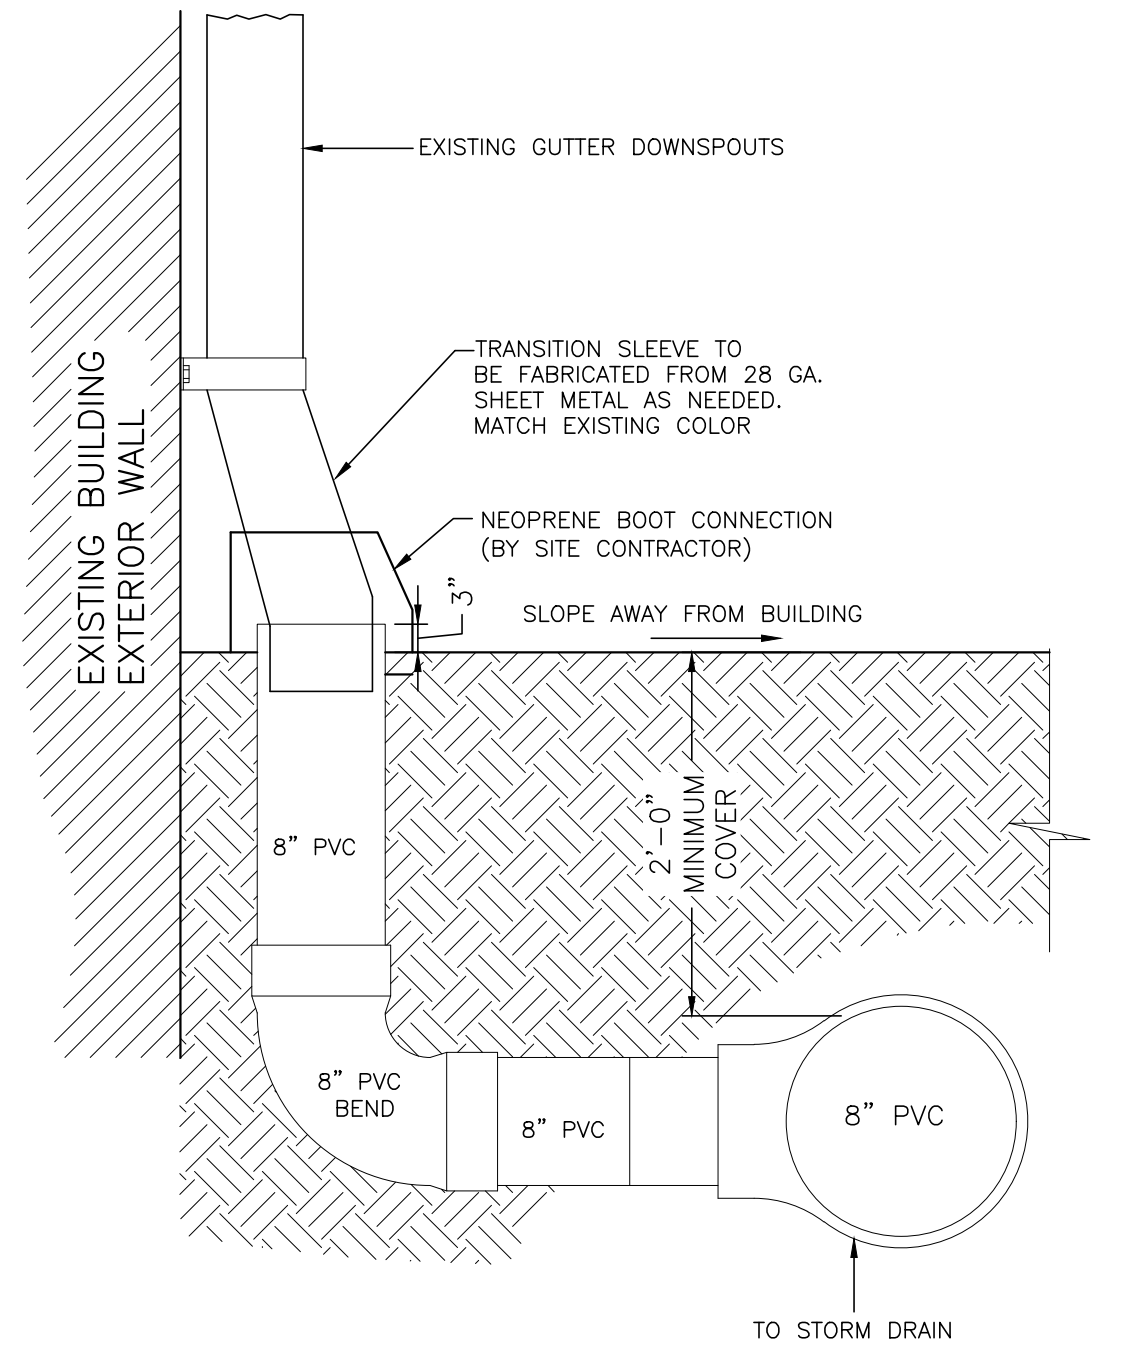 EXISTING GUTTER DOWNSPOUTS
TRANSITION SLEEVE TO
BE FABRICATED FROM 28 GA.
SHEET METAL AS NEEDED.
MATCH EXISTING COLOR
EXISTING BUILDING
EXTERIOR WALL
NEOPRENE BOOT CONNECTION
(BY SITE CONTRACTOR)
3"
SLOPE AWAY FROM BUILDING
2'-0"
MINIMUM
COVER
8" PVC
8" PVC
BEND
8" PVC
8" PVC
TO STORM DRAIN